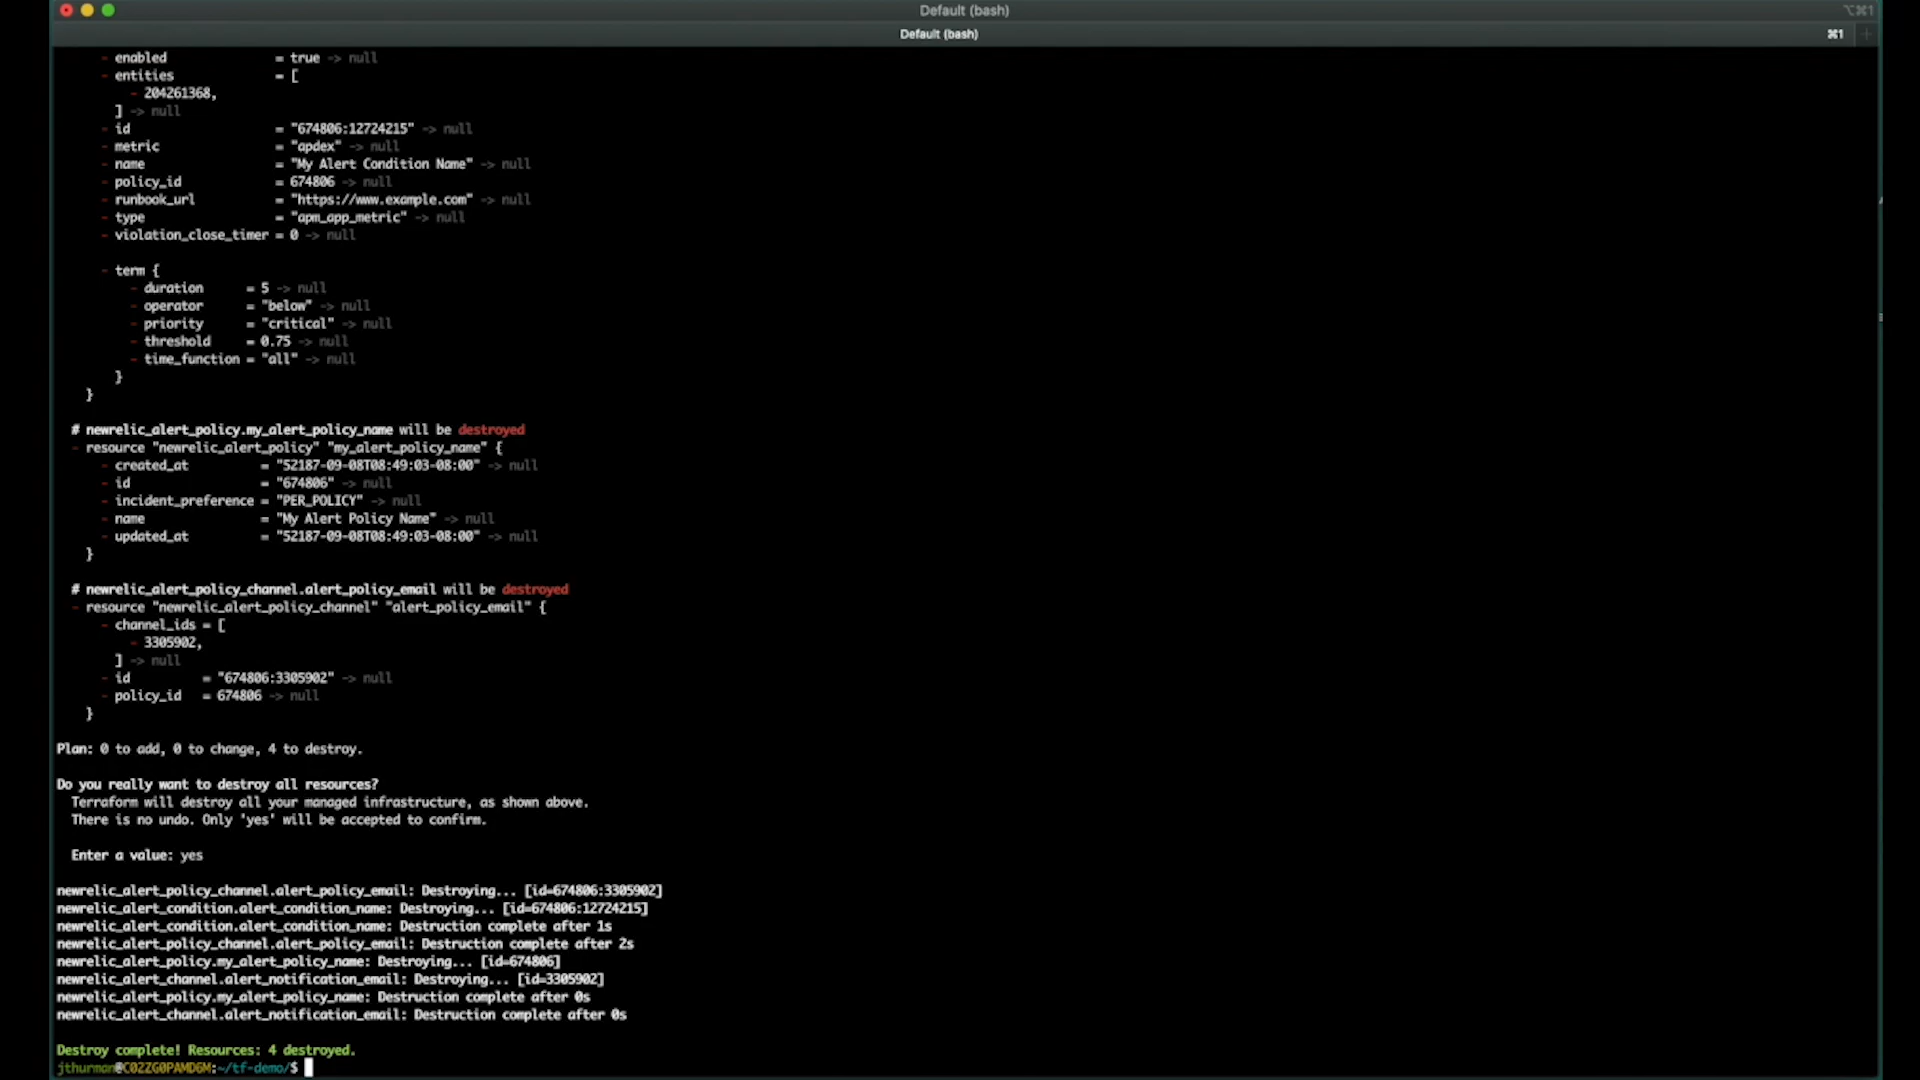 Default (bash)
⌥⌘1
Default (bash)
⌘1
+
- enabled = true -> null
- entities = [
- 204261368,
] -> null
- id = "674806:12724215" -> null
- metric = "apdex" -> null
- name = "My Alert Condition Name" -> null
- policy_id = 674806 -> null
- runbook_url = "https://www.example.com" -> null
- type = "apm_app_metric" -> null
- violation_close_timer = 0 -> null
- term {
- duration = 5 -> null
- operator = "below" -> null
- priority = "critical" -> null
- threshold = 0.75 -> null
- time_function = "all" -> null
}
}
# newrelic_alert_policy.my_alert_policy_name will be destroyed
- resource "newrelic_alert_policy" "my_alert_policy_name" {
- created_at = "52187-09-08T08:49:03-08:00" -> null
- id = "674806" -> null
- incident_preference = "PER_POLICY" -> null
- name = "My Alert Policy Name" -> null
- updated_at = "52187-09-08T08:49:03-08:00" -> null
}
# newrelic_alert_policy_channel.alert_policy_email will be destroyed
- resource "newrelic_alert_policy_channel" "alert_policy_email" {
- channel_ids = [
- 3305902,
] -> null
- id = "674806:3305902" -> null
- policy_id = 674806 -> null
}
Plan: 0 to add, 0 to change, 4 to destroy.
Do you really want to destroy all resources?
Terraform will destroy all your managed infrastructure, as shown above.
There is no undo. Only 'yes' will be accepted to confirm.
Enter a value: yes
newrelic_alert_policy_channel.alert_policy_email: Destroying... [id=674806:3305902]
newrelic_alert_condition.alert_condition_name: Destroying... [id=674806:12724215]
newrelic_alert_condition.alert_condition_name: Destruction complete after 1s
newrelic_alert_policy_channel.alert_policy_email: Destruction complete after 2s
newrelic_alert_policy.my_alert_policy_name: Destroying... [id=674806]
newrelic_alert_channel.alert_notification_email: Destroying... [id=3305902]
newrelic_alert_policy.my_alert_policy_name: Destruction complete after 0s
newrelic_alert_channel.alert_notification_email: Destruction complete after 0s
Destroy complete! Resources: 4 destroyed.
jthurman@C02ZG0PAMD6M:~/tf-demo/$